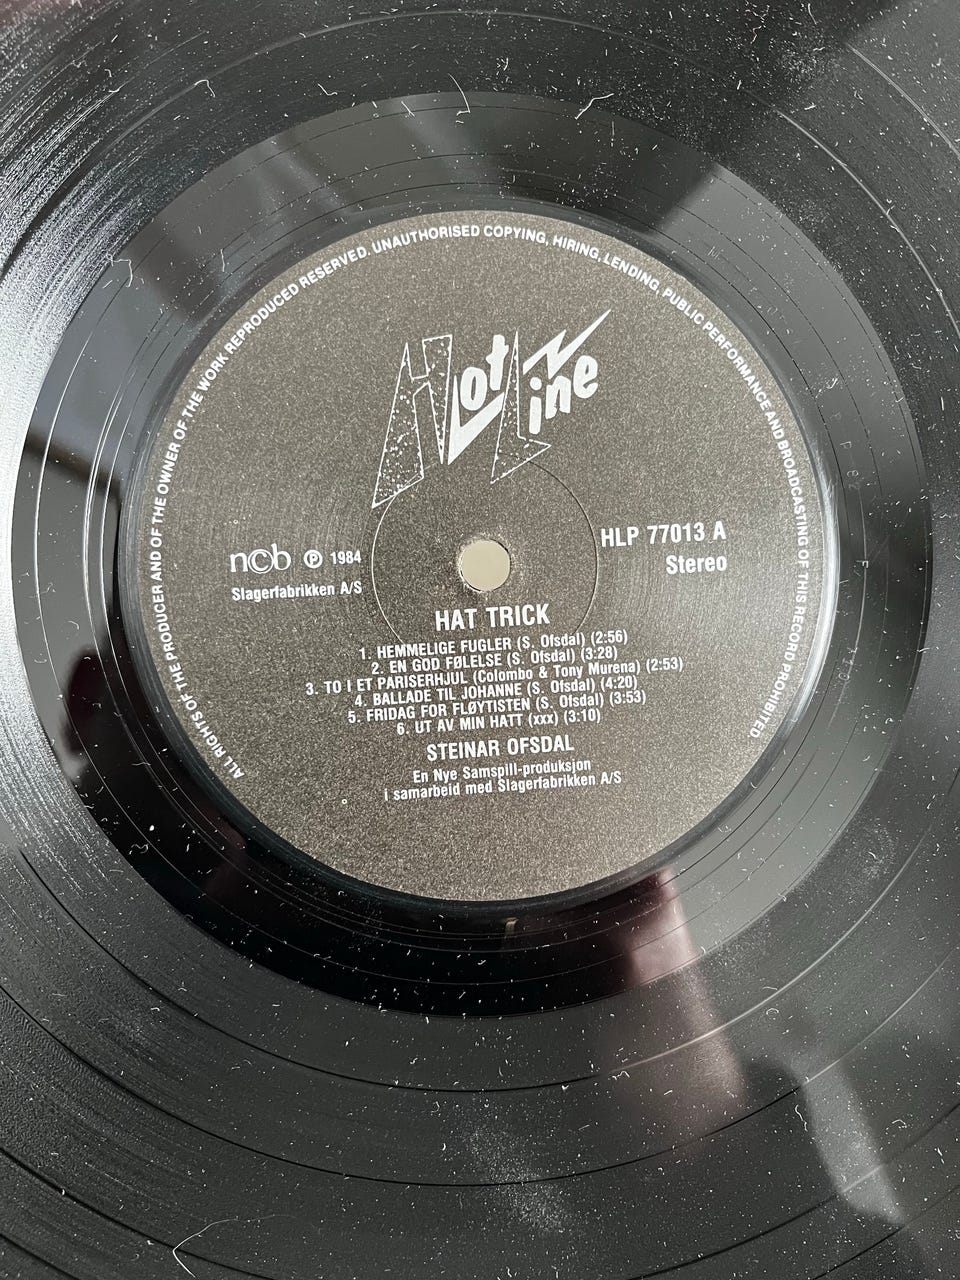 ALL RIGHTS OF THE PRODUCER AND OF THE OWNER OF THE WORK REPRODUCED RESERVED. UNAUTHORISED COPYING, HIRING, LENDING, PUBLIC PERFORMANCE AND BROADCASTING OF THIS RECORD PROHIBITED
Hot Line
HLP 77013 A
Stereo
n©b ℗ 1984
Slagerfabrikken A/S
HAT TRICK
1. HEMMELIGE FUGLER (S. Ofsdal) (2:56)
2. EN GOD FØLELSE (S. Ofsdal) (3:28)
3. TO I ET PARISERHJUL (Colombo & Tony Murena) (2:53)
4. BALLADE TIL JOHANNE (S. Ofsdal) (4:20)
5. FRIDAG FOR FLØYTISTEN (S. Ofsdal) (3:53)
6. UT AV MIN HATT (xxx) (3:10)
STEINAR OFSDAL
En Nye Samspill-produksjon
i samarbeid med Slagerfabrikken A/S